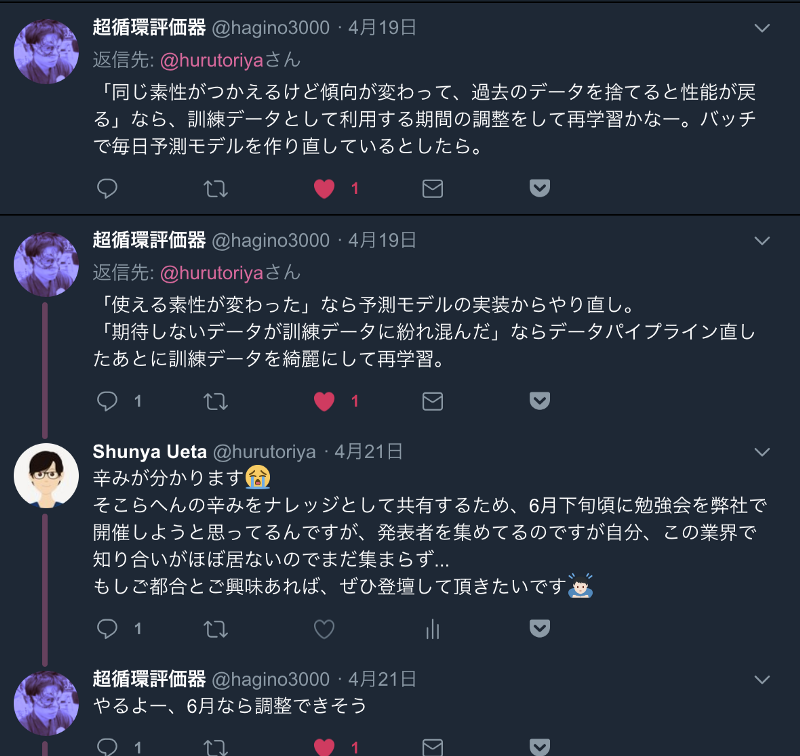 超循環評価器 @hagino3000 · 4月19日
返信先: @hurutoriyaさん
「同じ素性がつかえるけど傾向が変わって、過去のデータを捨てると性能が戻
る」なら、訓練データとして利用する期間の調整をして再学習かなー。バッチ
で毎日予測モデルを作り直しているとしたら。
1
超循環評価器 @hagino3000 · 4月19日
返信先: @hurutoriyaさん
「使える素性が変わった」なら予測モデルの実装からやり直し。
「期待しないデータが訓練データに紛れ混んだ」ならデータパイプライン直し
たあとに訓練データを綺麗にして再学習。
1 1
Shunya Ueta @hurutoriya · 4月21日
辛みが分かります😭
そこらへんの辛みをナレッジとして共有するため、6月下旬頃に勉強会を弊社で
開催しようと思ってるんですが、発表者を集めてるのですが自分、この業界で
知り合いがほぼ居ないのでまだ集まらず...
もしご都合とご興味あれば、ぜひ登壇して頂きたいです🙇🏻‍♂️
1
超循環評価器 @hagino3000 · 4月21日
やるよー、6月なら調整できそう
1 1